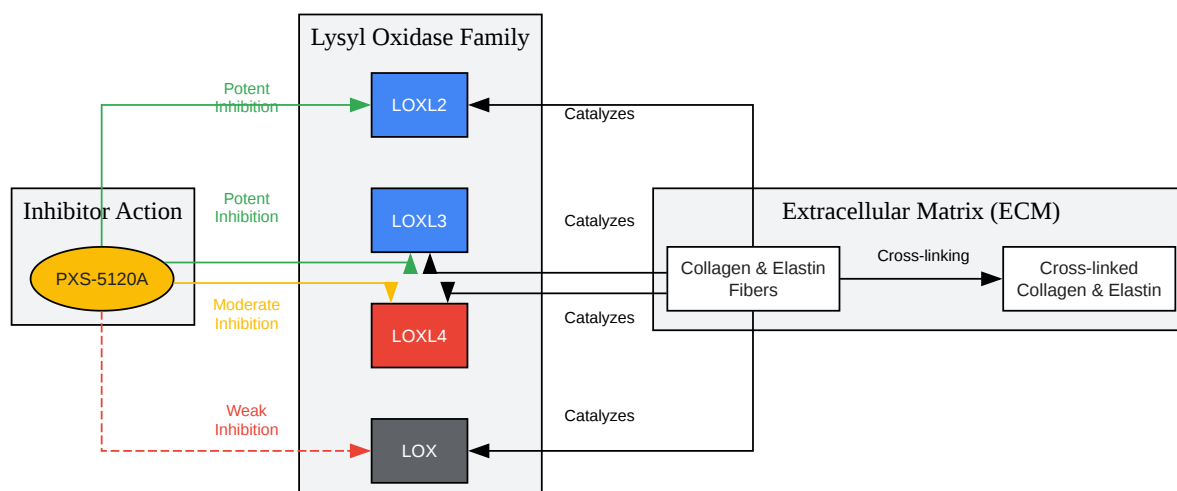 Lysyl Oxidase Family
Potent
Inhibition
LOXL2
Catalyzes
Inhibitor Action
Potent
Inhibition
LOXL3
Catalyzes
Extracellular Matrix (ECM)
PXS-5120A
Collagen & Elastin
Fibers
Cross-linking
Cross-linked
Collagen & Elastin
Moderate
Inhibition
LOXL4
Catalyzes
Weak
Inhibition
LOX
Catalyzes